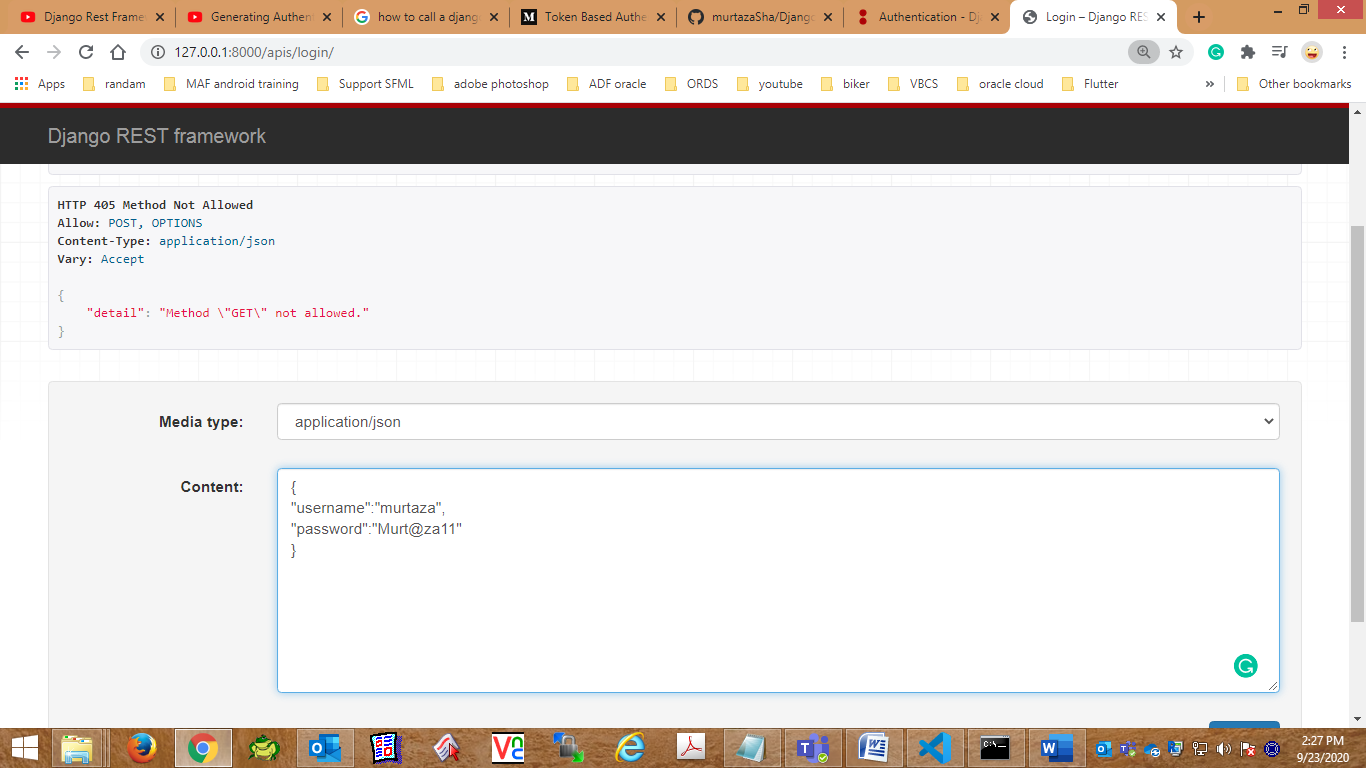 Django Rest Frame
Generating Authen
how to call a djang
Token Based Authe
murtazaSha/Django
Authentication - Dj
Login – Django RES
127.0.0.1:8000/apis/login/
Apps
randam
MAF android training
Support SFML
adobe photoshop
ADF oracle
ORDS
youtube
biker
VBCS
oracle cloud
Flutter
»
Other bookmarks
Django REST framework
HTTP 405 Method Not Allowed
Allow: POST, OPTIONS
Content-Type: application/json
Vary: Accept
{
"detail": "Method \"GET\" not allowed."
}
Media type:
application/json
Content:
{
"username":"murtaza",
"password":"Murt@za11"
}
2:27 PM
9/23/2020